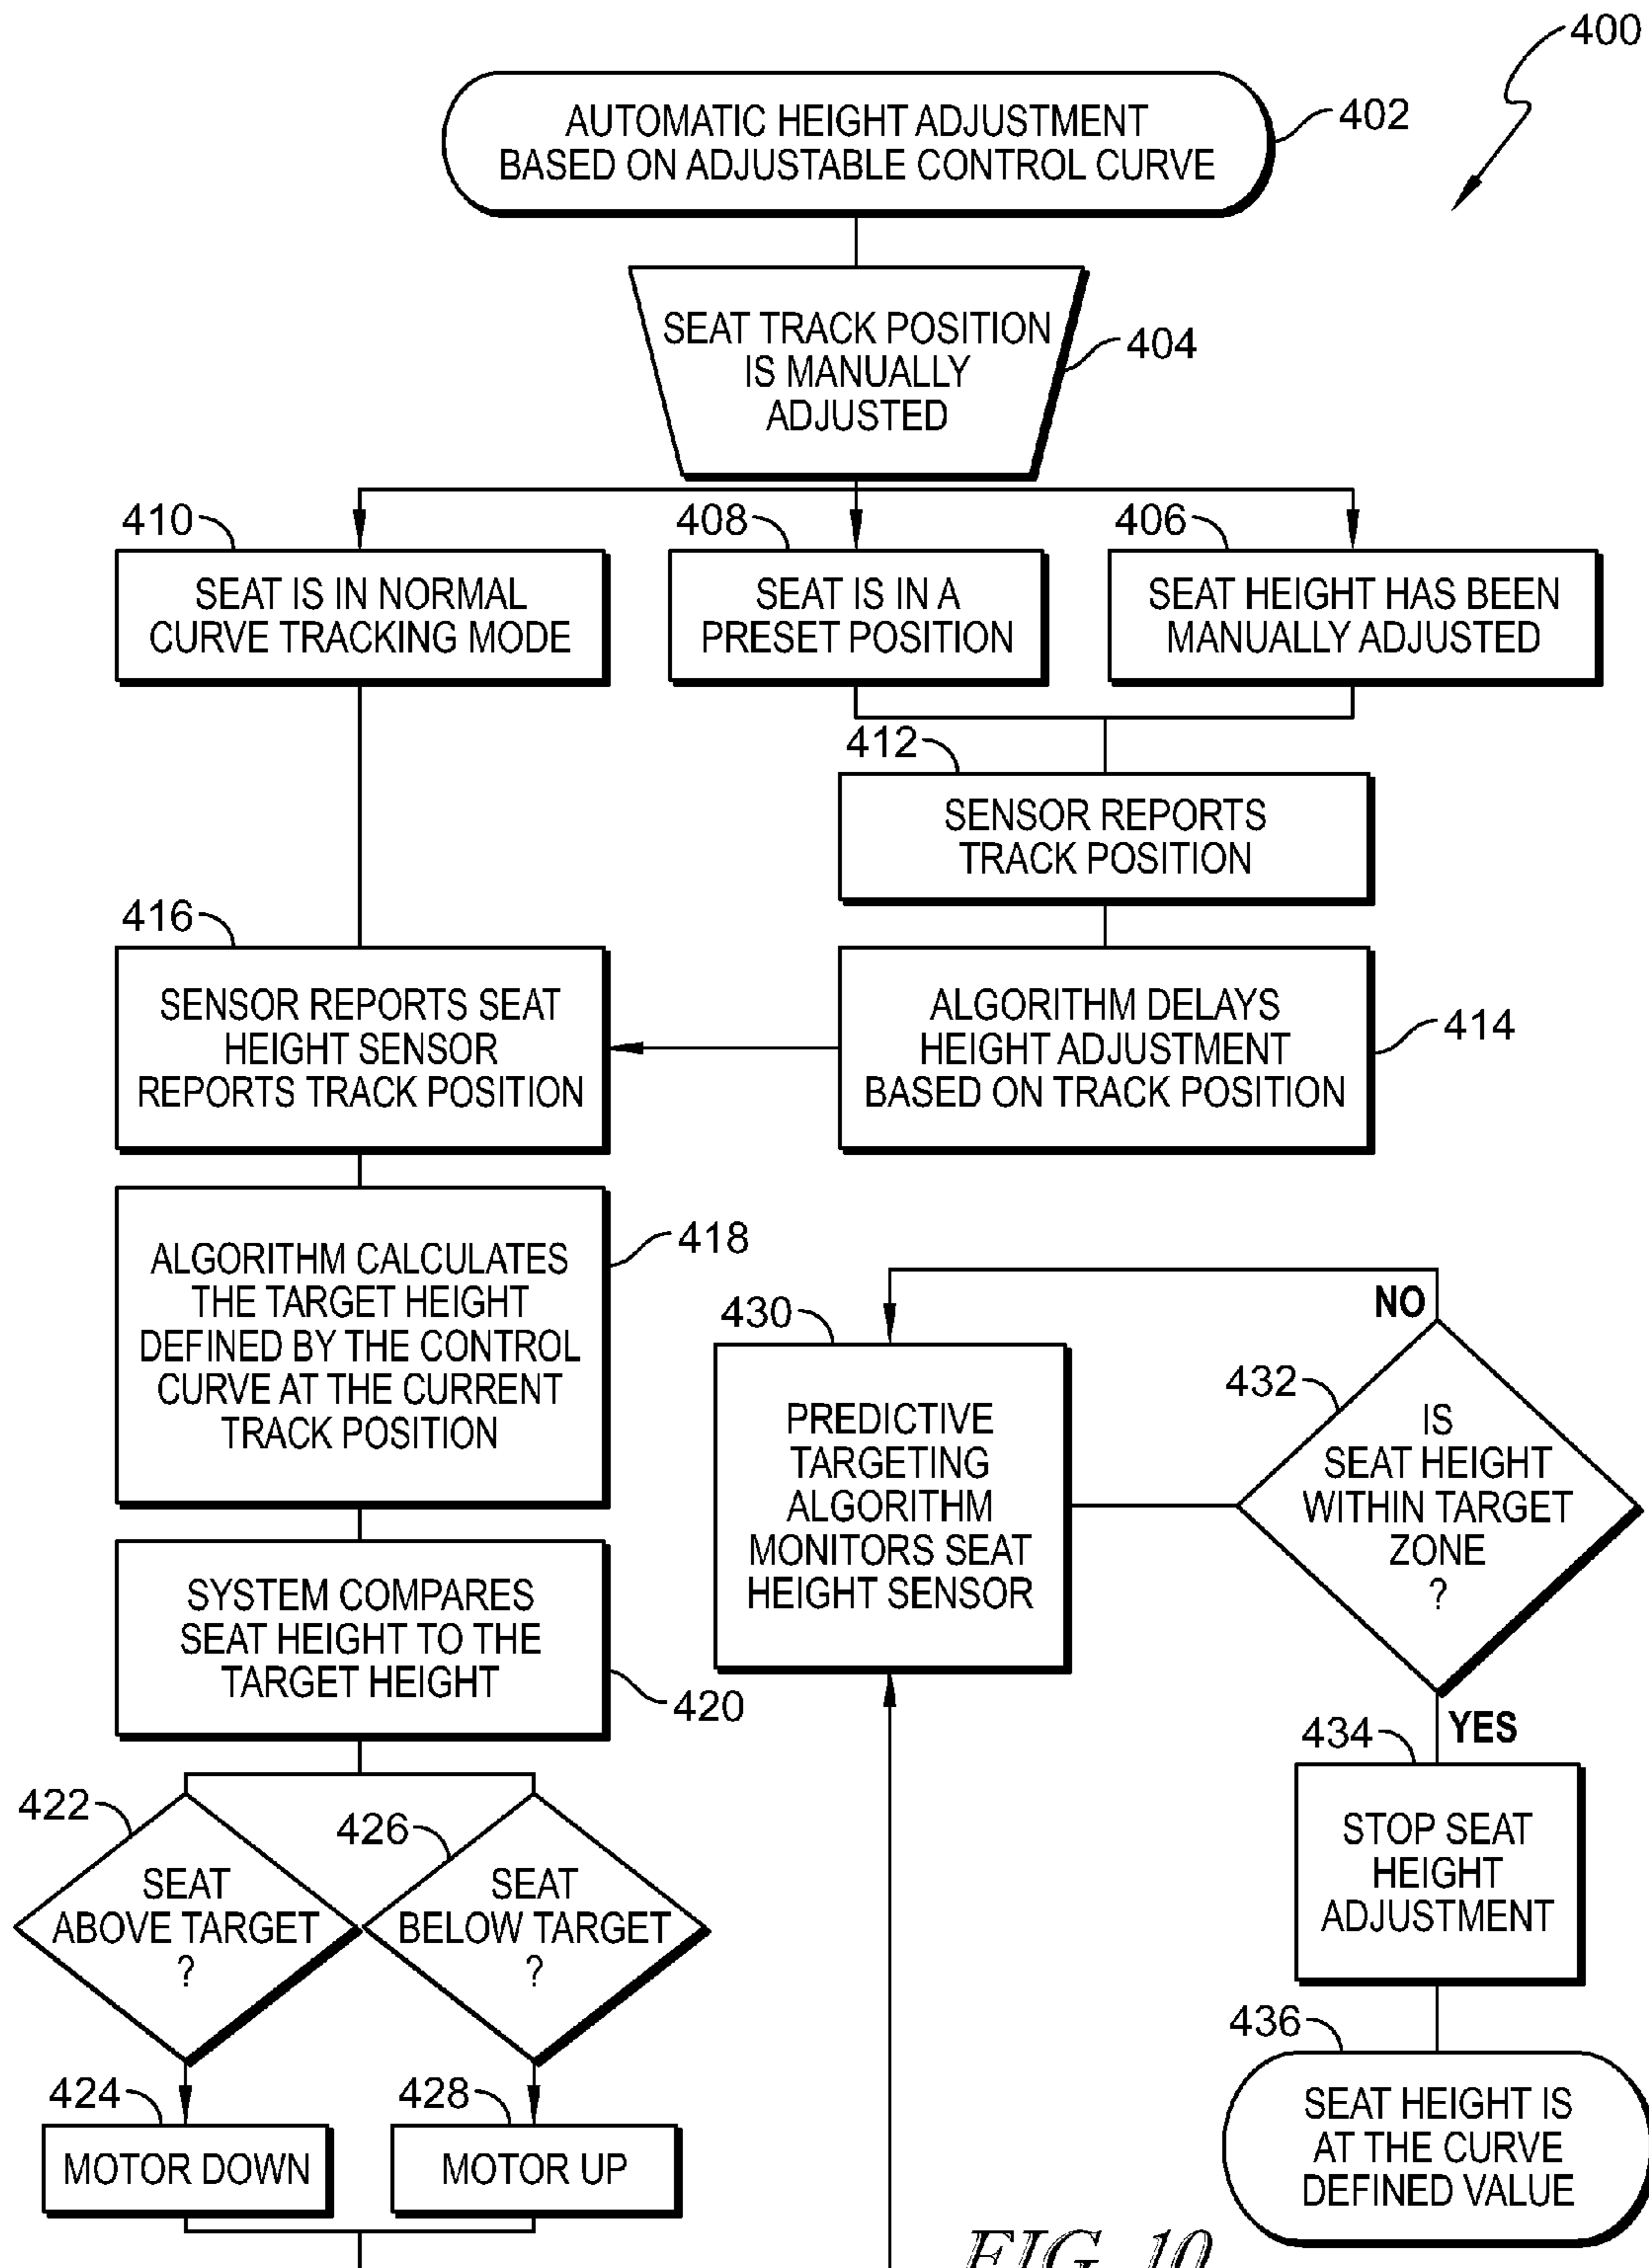 400
AUTOMATIC HEIGHT ADJUSTMENT
BASED ON ADJUSTABLE CONTROL CURVE
402
SEAT TRACK POSITION
IS MANUALLY
ADJUSTED
404
410
408
406
SEAT IS IN NORMAL
CURVE TRACKING MODE
SEAT IS IN A
PRESET POSITION
SEAT HEIGHT HAS BEEN
MANUALLY ADJUSTED
412
SENSOR REPORTS
TRACK POSITION
416
SENSOR REPORTS SEAT
HEIGHT SENSOR
REPORTS TRACK POSITION
ALGORITHM DELAYS
HEIGHT ADJUSTMENT
BASED ON TRACK POSITION
414
ALGORITHM CALCULATES
THE TARGET HEIGHT
DEFINED BY THE CONTROL
CURVE AT THE CURRENT
TRACK POSITION
418
430
PREDICTIVE
TARGETING
ALGORITHM
MONITORS SEAT
HEIGHT SENSOR
NO
432
IS
SEAT HEIGHT
WITHIN TARGET
ZONE
?
YES
SYSTEM COMPARES
SEAT HEIGHT TO THE
TARGET HEIGHT
420
434
STOP SEAT
HEIGHT
ADJUSTMENT
422
SEAT
ABOVE TARGET
?
426
SEAT
BELOW TARGET
?
424
MOTOR DOWN
428
MOTOR UP
436
SEAT HEIGHT IS
AT THE CURVE
DEFINED VALUE
FIG. 10